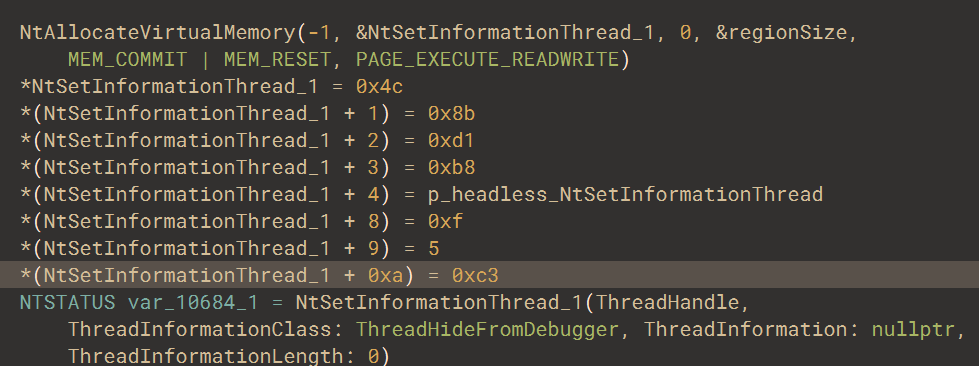 NtAllocateVirtualMemory(-1, &NtSetInformationThread_1, 0, &regionSize,
    MEM_COMMIT | MEM_RESET, PAGE_EXECUTE_READWRITE)
*NtSetInformationThread_1 = 0x4c
*(NtSetInformationThread_1 + 1) = 0x8b
*(NtSetInformationThread_1 + 2) = 0xd1
*(NtSetInformationThread_1 + 3) = 0xb8
*(NtSetInformationThread_1 + 4) = p_headless_NtSetInformationThread
*(NtSetInformationThread_1 + 8) = 0xf
*(NtSetInformationThread_1 + 9) = 5
*(NtSetInformationThread_1 + 0xa) = 0xc3
NTSTATUS var_10684_1 = NtSetInformationThread_1(ThreadHandle,
    ThreadInformationClass: ThreadHideFromDebugger, ThreadInformation: nullptr,
    ThreadInformationLength: 0)